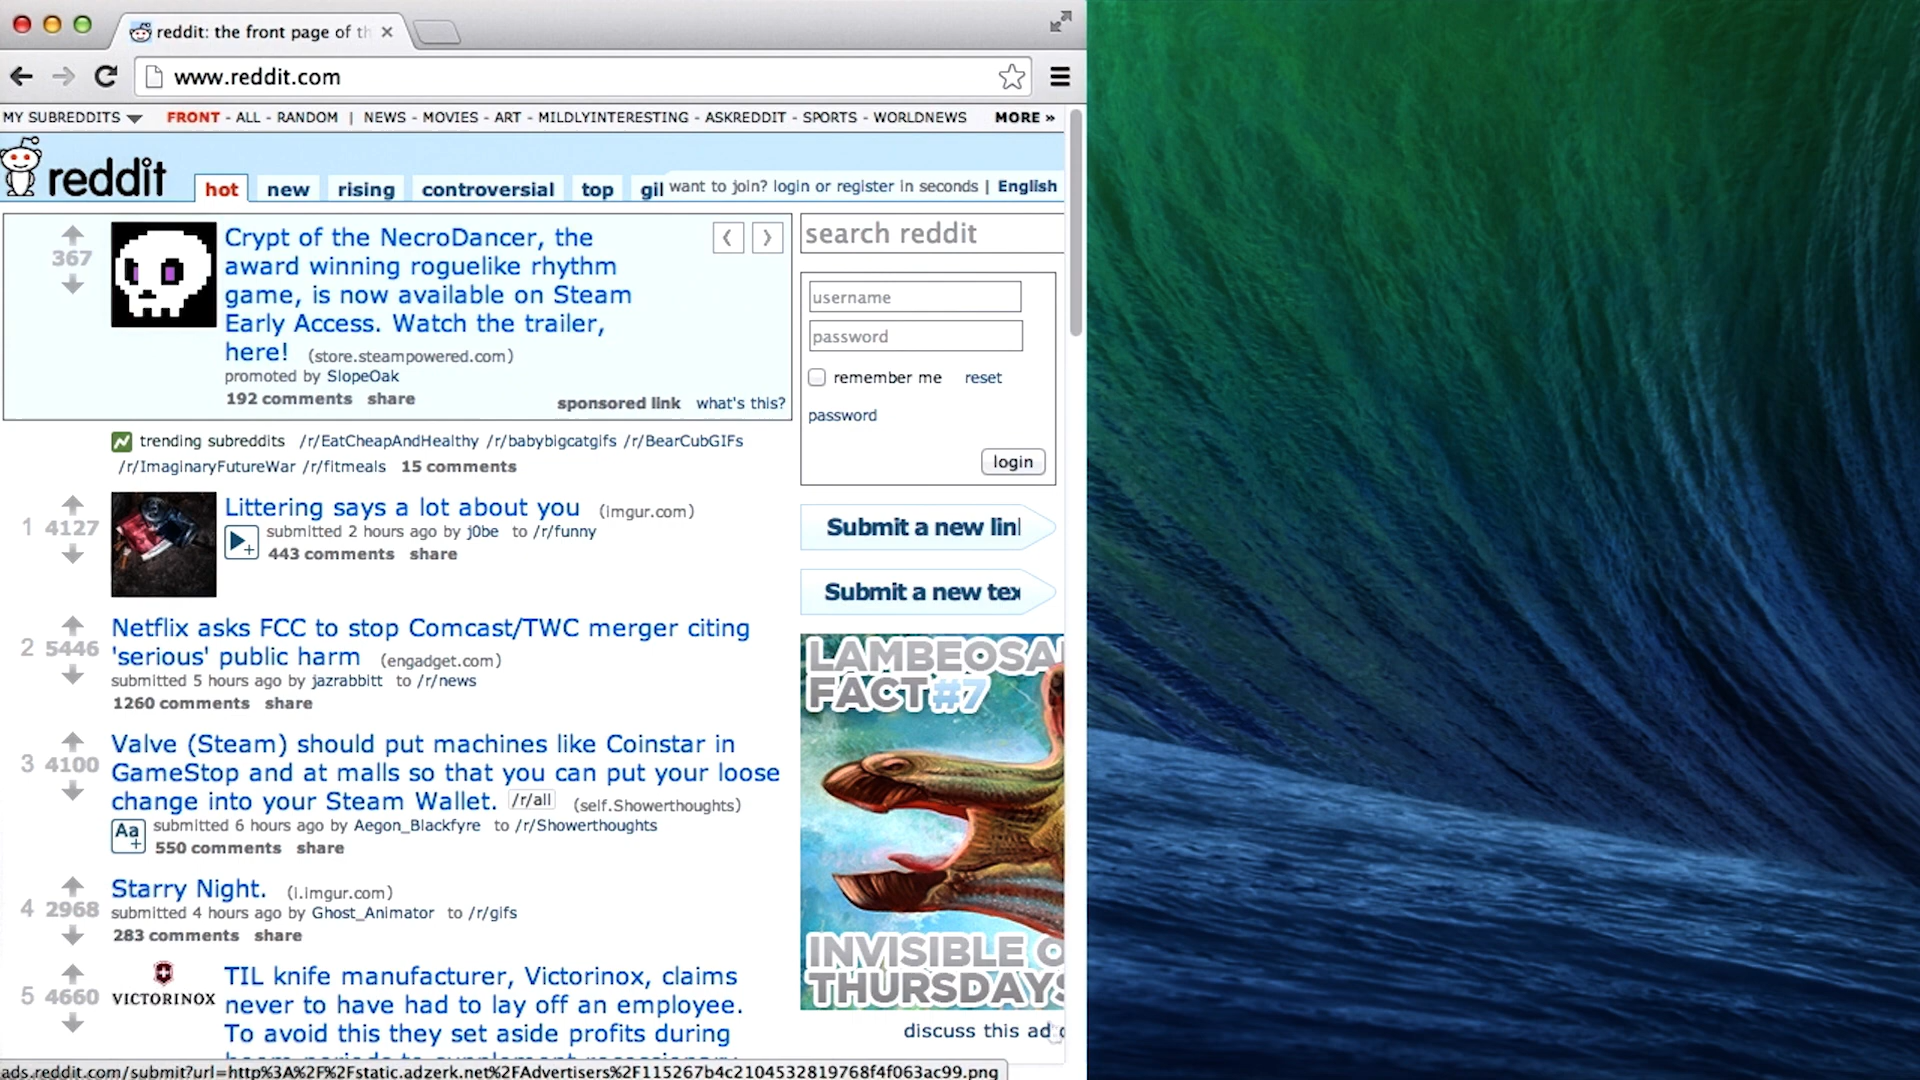 reddit: the front page of th
www.reddit.com
MY SUBREDDITS FRONT - ALL - RANDOM | NEWS - MOVIES - ART - MILDLYINTERESTING - ASKREDDIT - SPORTS - WORLDNEWS MORE »
reddit hot new rising controversial top gil want to join? login or register in seconds | English
367
Crypt of the NecroDancer, the
award winning roguelike rhythm
game, is now available on Steam
Early Access. Watch the trailer,
here! (store.steampowered.com)
promoted by SlopeOak
192 comments share
sponsored link what's this?
trending subreddits /r/EatCheapAndHealthy /r/babybigcatgifs /r/BearCubGIFs
/r/ImaginaryFutureWar /r/fitmeals 15 comments
1 4127
Littering says a lot about you (imgur.com)
submitted 2 hours ago by j0be to /r/funny
443 comments share
2 5446
Netflix asks FCC to stop Comcast/TWC merger citing
'serious' public harm (engadget.com)
submitted 5 hours ago by jazrabbitt to /r/news
1260 comments share
3 4100
Valve (Steam) should put machines like Coinstar in
GameStop and at malls so that you can put your loose
change into your Steam Wallet. /r/all (self.Showerthoughts)
Aa+ submitted 6 hours ago by Aegon_Blackfyre to /r/Showerthoughts
550 comments share
4 2968
Starry Night. (i.imgur.com)
submitted 4 hours ago by Ghost_Animator to /r/gifs
283 comments share
5 4660
VICTORINOX
TIL knife manufacturer, Victorinox, claims
never to have had to lay off an employee.
To avoid this they set aside profits during
search reddit
username
password
remember me reset
password
login
Submit a new lin
Submit a new tex
LAMBEOSA
FACT #7
INVISIBLE O
THURSDAYS
discuss this ad
ads.reddit.com/submit?url=http%3A%2F%2Fstatic.adzerk.net%2FAdvertisers%2F115267b4c2104532819768f4f063ac99.png